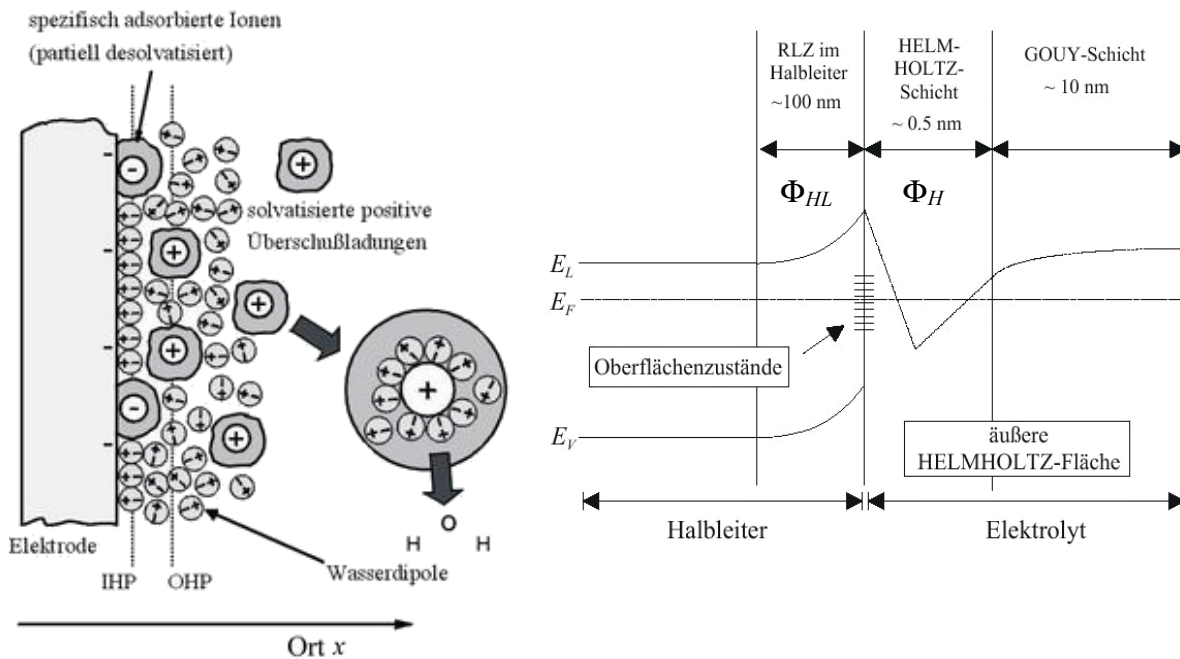 spezifisch adsorbierte Ionen
(partiell desolvatisiert)
solvatisierte positive
Überschußladungen
Elektrode
IHP
OHP
Wasserdipole
H
O
H
Ort x
RLZ im
Halbleiter
~100 nm
HELM-
HOLTZ-
Schicht
~ 0.5 nm
GOUY-Schicht
~ 10 nm
Φ_HL
Φ_H
E_L
E_F
E_V
Oberflächenzustände
äußere
HELMHOLTZ-Fläche
Halbleiter
Elektrolyt